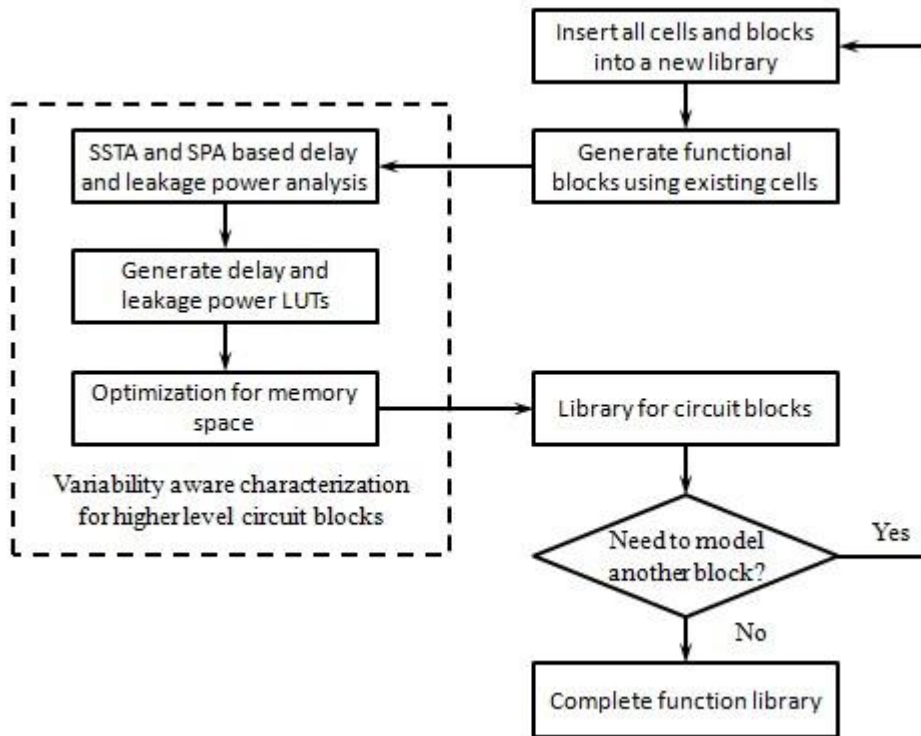 Insert all cells and blocks
into a new library
Generate functional
blocks using existing cells
SSTA and SPA based delay
and leakage power analysis
Generate delay and
leakage power LUTs
Optimization for memory
space
Variability aware characterization
for higher level circuit blocks
Library for circuit blocks
Need to model
another block?
Yes
No
Complete function library